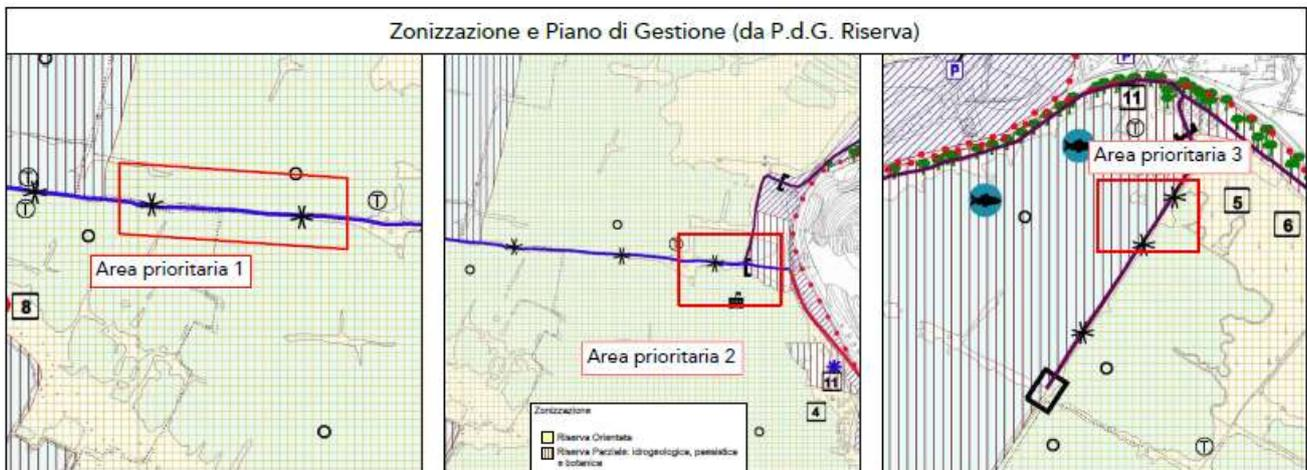 Zonizzazione e Piano di Gestione (da P.d.G. Riserva)
T
T
T
Area prioritaria 1
8
T
Area prioritaria 2
11
4
Zonizzazione
Riserva Orientata
Riserva Parziale: idrogeologica, paesistica
e botanica
P
P
11
T
Area prioritaria 3
5
6
T